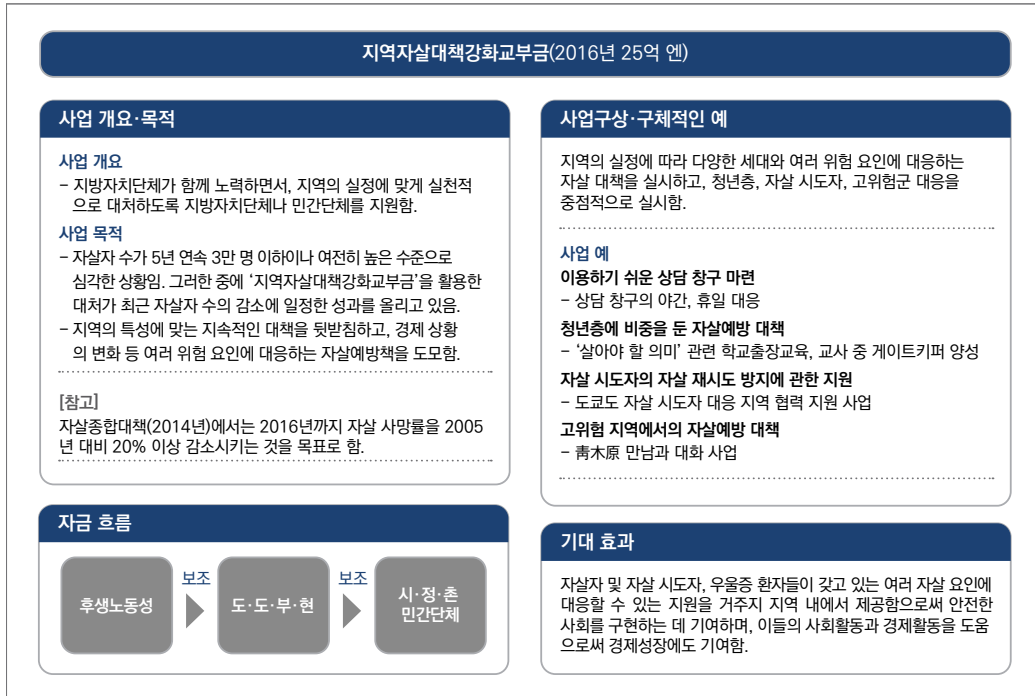 지역자살대책강화교부금(2016년 25억 엔)
사업 개요·목적
사업 개요
– 지방자치단체가 함께 노력하면서, 지역의 실정에 맞게 실천적
으로 대처하도록 지방자치단체나 민간단체를 지원함.
사업 목적
– 자살자 수가 5년 연속 3만 명 이하이나 여전히 높은 수준으로
심각한 상황임. 그러한 중에 ‘지역자살대책강화교부금’을 활용한
대처가 최근 자살자 수의 감소에 일정한 성과를 올리고 있음.
– 지역의 특성에 맞는 지속적인 대책을 뒷받침하고, 경제 상황
의 변화 등 여러 위험 요인에 대응하는 자살예방책을 도모함.
[참고]
자살종합대책(2014년)에서는 2016년까지 자살 사망률을 2005
년 대비 20% 이상 감소시키는 것을 목표로 함.
자금 흐름
후생노동성
보조
도·도·부·현
보조
시·정·촌
민간단체
사업구상·구체적인 예
지역의 실정에 따라 다양한 세대와 여러 위험 요인에 대응하는
자살 대책을 실시하고, 청년층, 자살 시도자, 고위험군 대응을
중점적으로 실시함.
사업 예
이용하기 쉬운 상담 창구 마련
– 상담 창구의 야간, 휴일 대응
청년층에 비중을 둔 자살예방 대책
– ‘살아야 할 의미’ 관련 학교출장교육, 교사 중 게이트키퍼 양성
자살 시도자의 자살 재시도 방지에 관한 지원
– 도쿄도 자살 시도자 대응 지역 협력 지원 사업
고위험 지역에서의 자살예방 대책
– 靑木原 만남과 대화 사업
기대 효과
자살자 및 자살 시도자, 우울증 환자들이 갖고 있는 여러 자살 요인에
대응할 수 있는 지원을 거주지 지역 내에서 제공함으로써 안전한
사회를 구현하는 데 기여하며, 이들의 사회활동과 경제활동을 도움
으로써 경제성장에도 기여함.